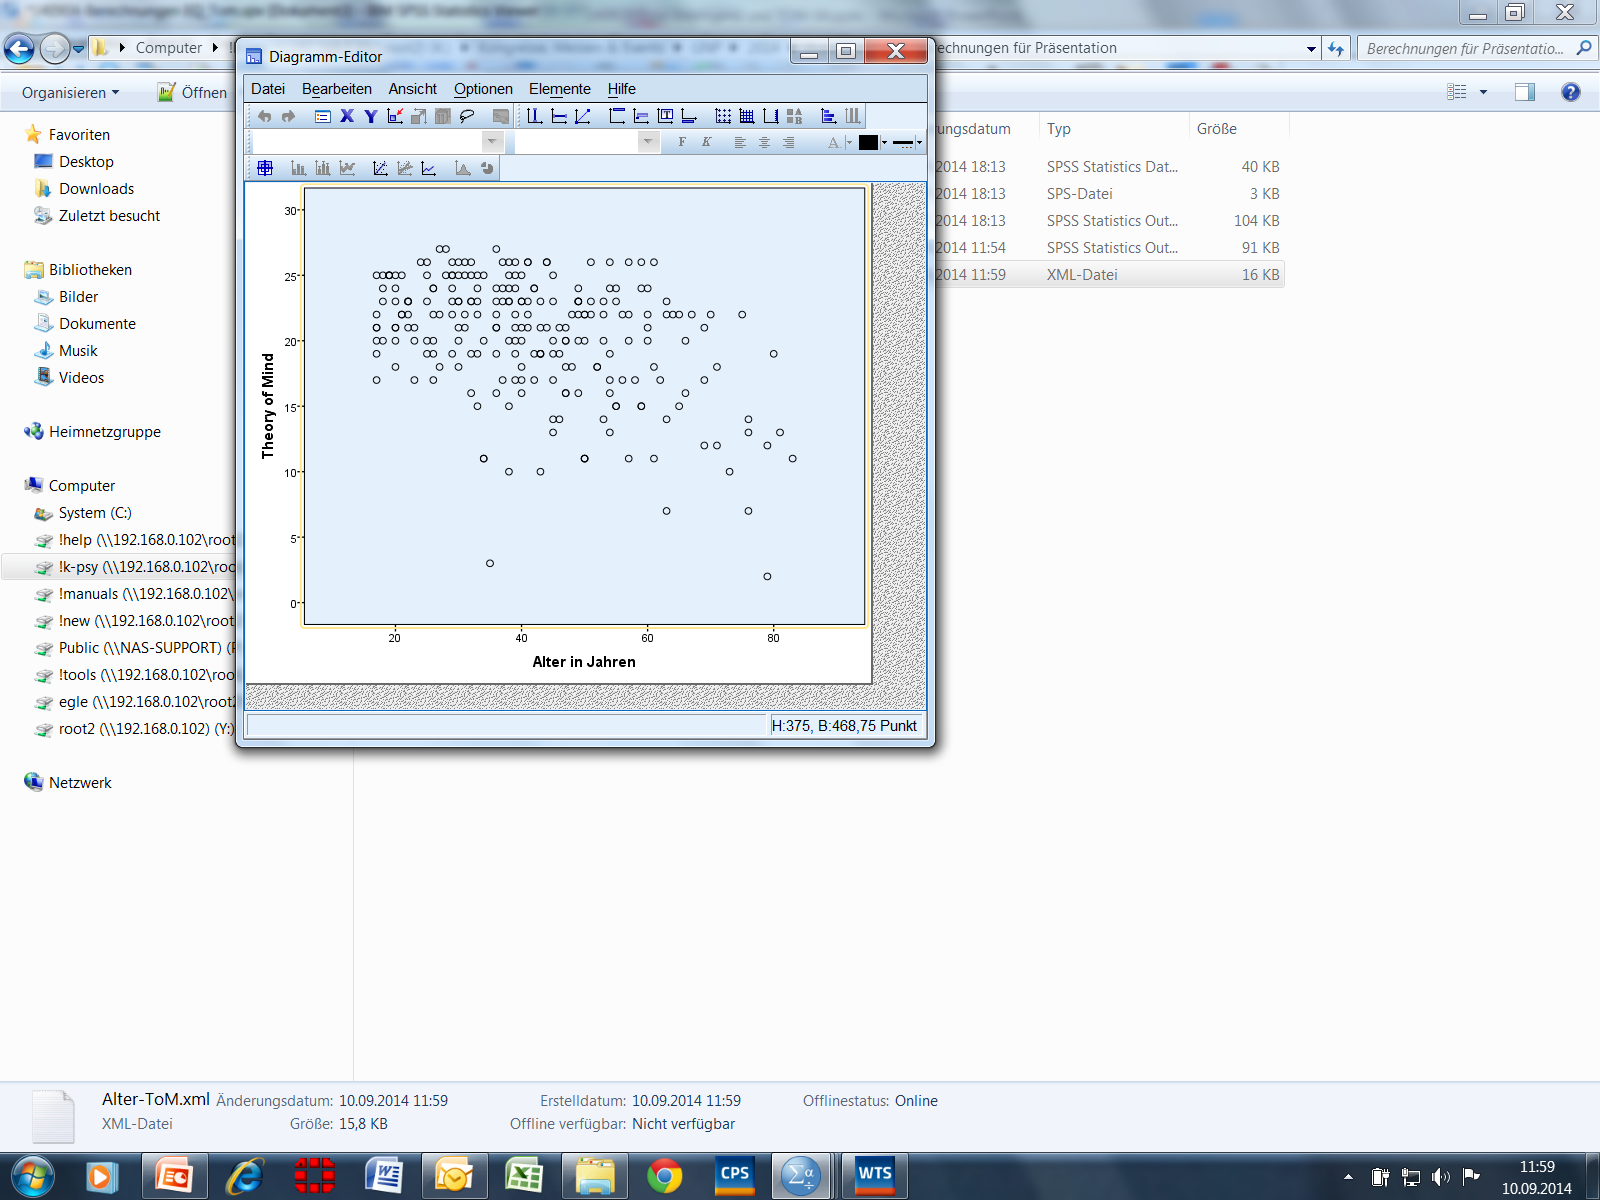 Computer
erechnungen für Präsentation
Berechnungen für Präsentatio...
Diagramm-Editor
Organisieren
Öffnen
Datei Bearbeiten Ansicht Optionen Elemente Hilfe
F K A
Favoriten
Desktop
Downloads
Zuletzt besucht
Bibliotheken
Bilder
Dokumente
Musik
Videos
Heimnetzgruppe
Computer
System (C:)
!help (\\192.168.0.102\root
!k-psy (\\192.168.0.102\roo
!manuals (\\192.168.0.102\
!new (\\192.168.0.102\root
Public (\\NAS-SUPPORT) (P
!tools (\\192.168.0.102\roo
egle (\\192.168.0.102\root2
root2 (\\192.168.0.102) (Y:)
Netzwerk
30
25
20
15
10
5
0
Theory of Mind
20 40 60 80
Alter in Jahren
H:375, B:468,75 Punkt
rungsdatum Typ Größe
2014 18:13 SPSS Statistics Dat... 40 KB
2014 18:13 SPS-Datei 3 KB
2014 18:13 SPSS Statistics Out... 104 KB
2014 11:54 SPSS Statistics Out... 91 KB
2014 11:59 XML-Datei 16 KB
Alter-ToM.xml Änderungsdatum: 10.09.2014 11:59 Erstelldatum: 10.09.2014 11:59 Offlinestatus: Online
XML-Datei Größe: 15,8 KB Offline verfügbar: Nicht verfügbar
CPS
WTS
11:59
10.09.2014